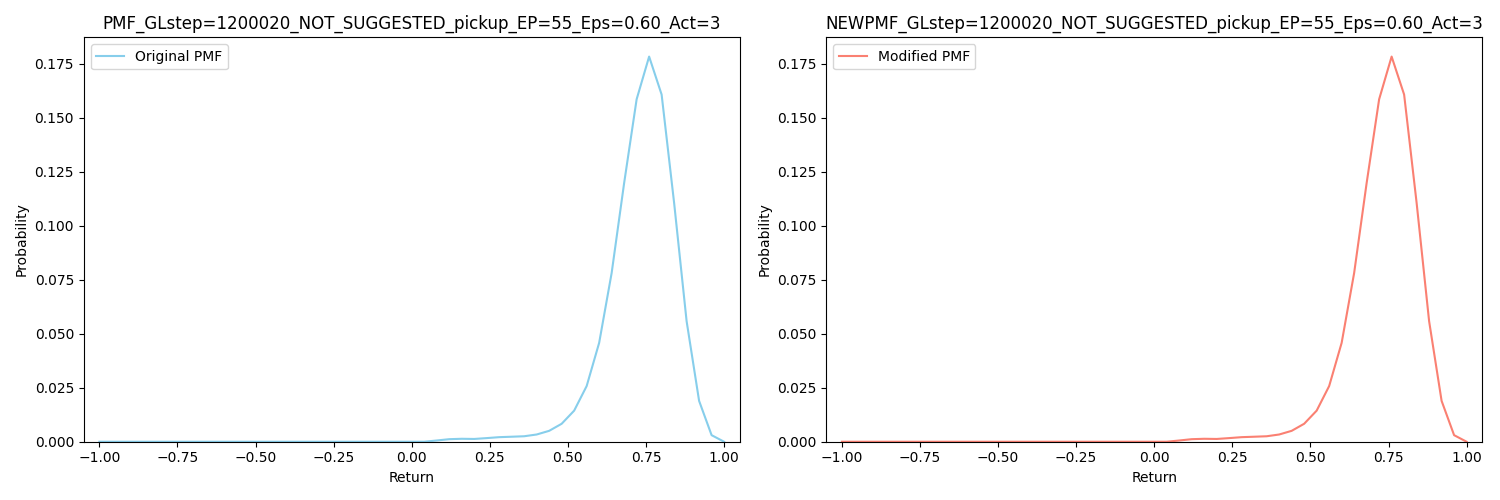 PMF_GLstep=1200020_NOT_SUGGESTED_pickup_EP=55_Eps=0.60_Act=3
Original PMF
Probability
0.175
0.150
0.125
0.100
0.075
0.050
0.025
0.000
−1.00 −0.75 −0.50 −0.25 0.00 0.25 0.50 0.75 1.00
Return
NEWPMF_GLstep=1200020_NOT_SUGGESTED_pickup_EP=55_Eps=0.60_Act=3
Modified PMF
Probability
0.175
0.150
0.125
0.100
0.075
0.050
0.025
0.000
−1.00 −0.75 −0.50 −0.25 0.00 0.25 0.50 0.75 1.00
Return